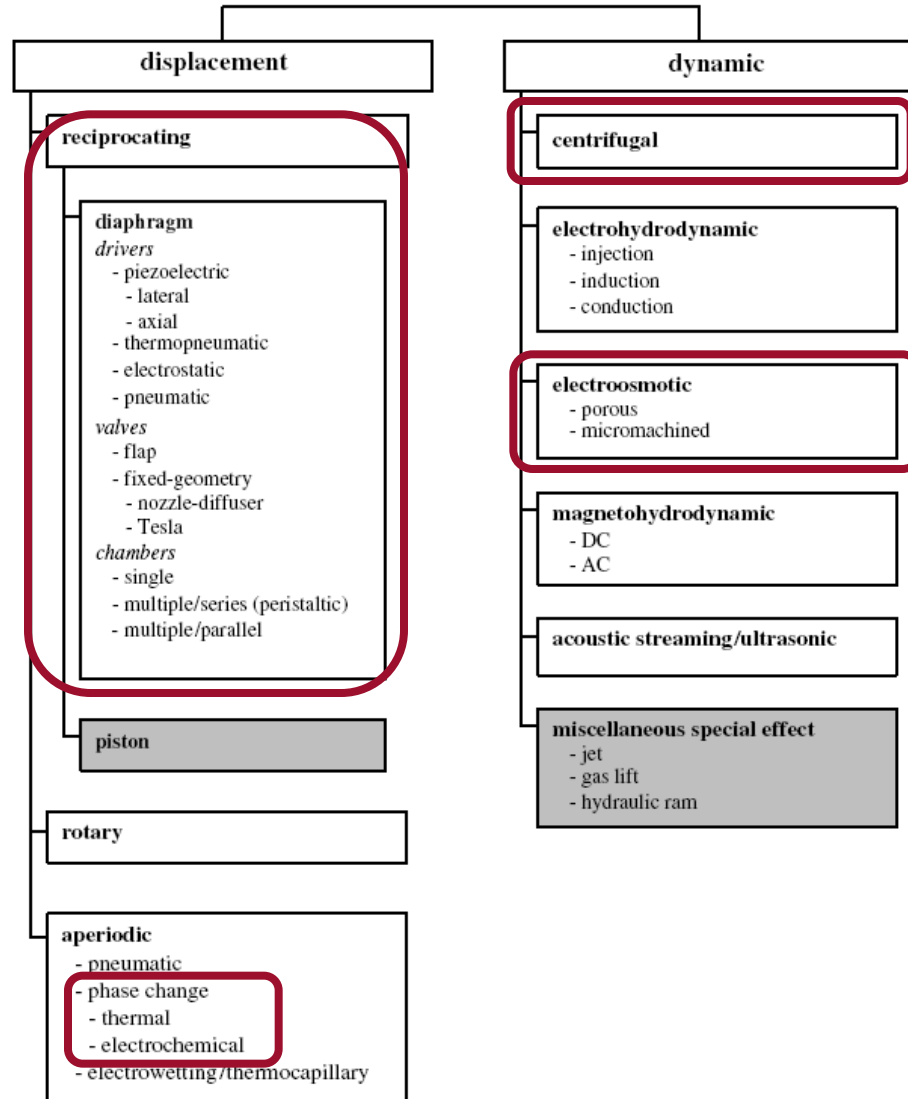 displacement
reciprocating
diaphragm
drivers
- piezoelectric
- lateral
- axial
- thermopneumatic
- electrostatic
- pneumatic
valves
- flap
- fixed-geometry
- nozzle-diffuser
- Tesla
chambers
- single
- multiple/series (peristaltic)
- multiple/parallel
piston
rotary
aperiodic
- pneumatic
- phase change
- thermal
- electrochemical
- electrowetting/thermocapillary
dynamic
centrifugal
electrohydrodynamic
- injection
- induction
- conduction
electroosmotic
- porous
- micromachined
magnetohydrodynamic
- DC
- AC
acoustic streaming/ultrasonic
miscellaneous special effect
- jet
- gas lift
- hydraulic ram